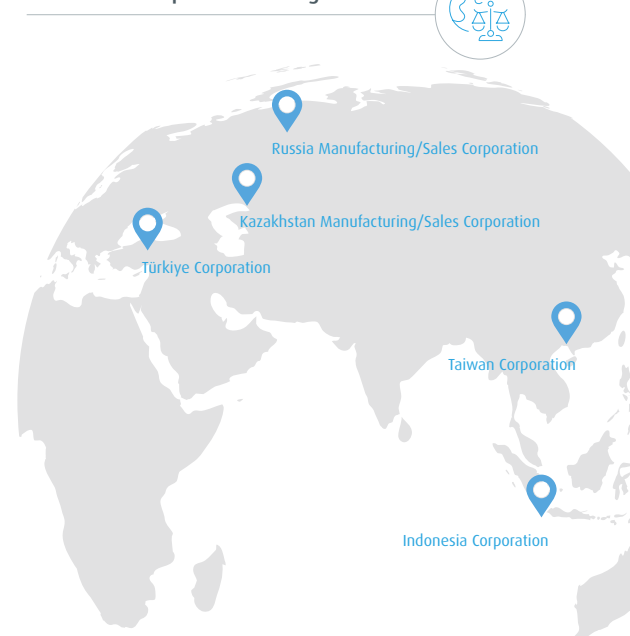 Russia Manufacturing/Sales Corporation
Kazakhstan Manufacturing/Sales Corporation
Türkiye Corporation
Taiwan Corporation
Indonesia Corporation